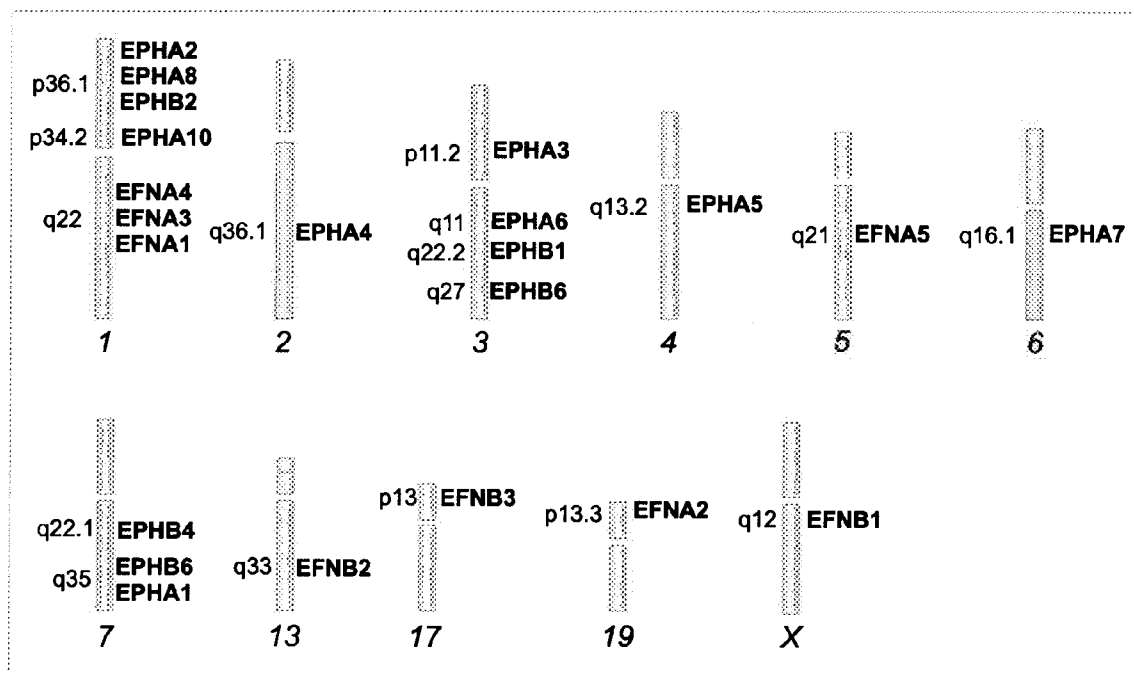 EPHA2
p36.1 EPHA8
EPHB2
p34.2 EPHA10
EFNA4
q22 EFNA3
EFNA1
1
q36.1 EPHA4
2
p11.2 EPHA3
q11 EPHA6
q22.2 EPHB1
q27 EPHB6
3
q13.2 EPHA5
4
q21 EFNA5
5
q16.1 EPHA7
6
q22.1 EPHB4
EPHB6
q35 EPHA1
7
q33 EFNB2
13
p13 EFNB3
17
p13.3 EFNA2
19
q12 EFNB1
X